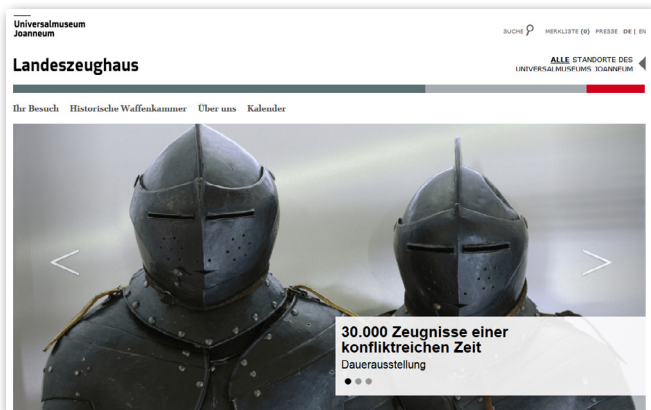 Universalmuseum
Joanneum
SUCHE
MERKLISTE (0) PRESSE DE | EN
Landeszeughaus
ALLE STANDORTE DES
UNIVERSALMUSEUMS JOANNEUM
Ihr Besuch Historische Waffenkammer Über uns Kalender
30.000 Zeugnisse einer
konfliktreichen Zeit
Dauerausstellung